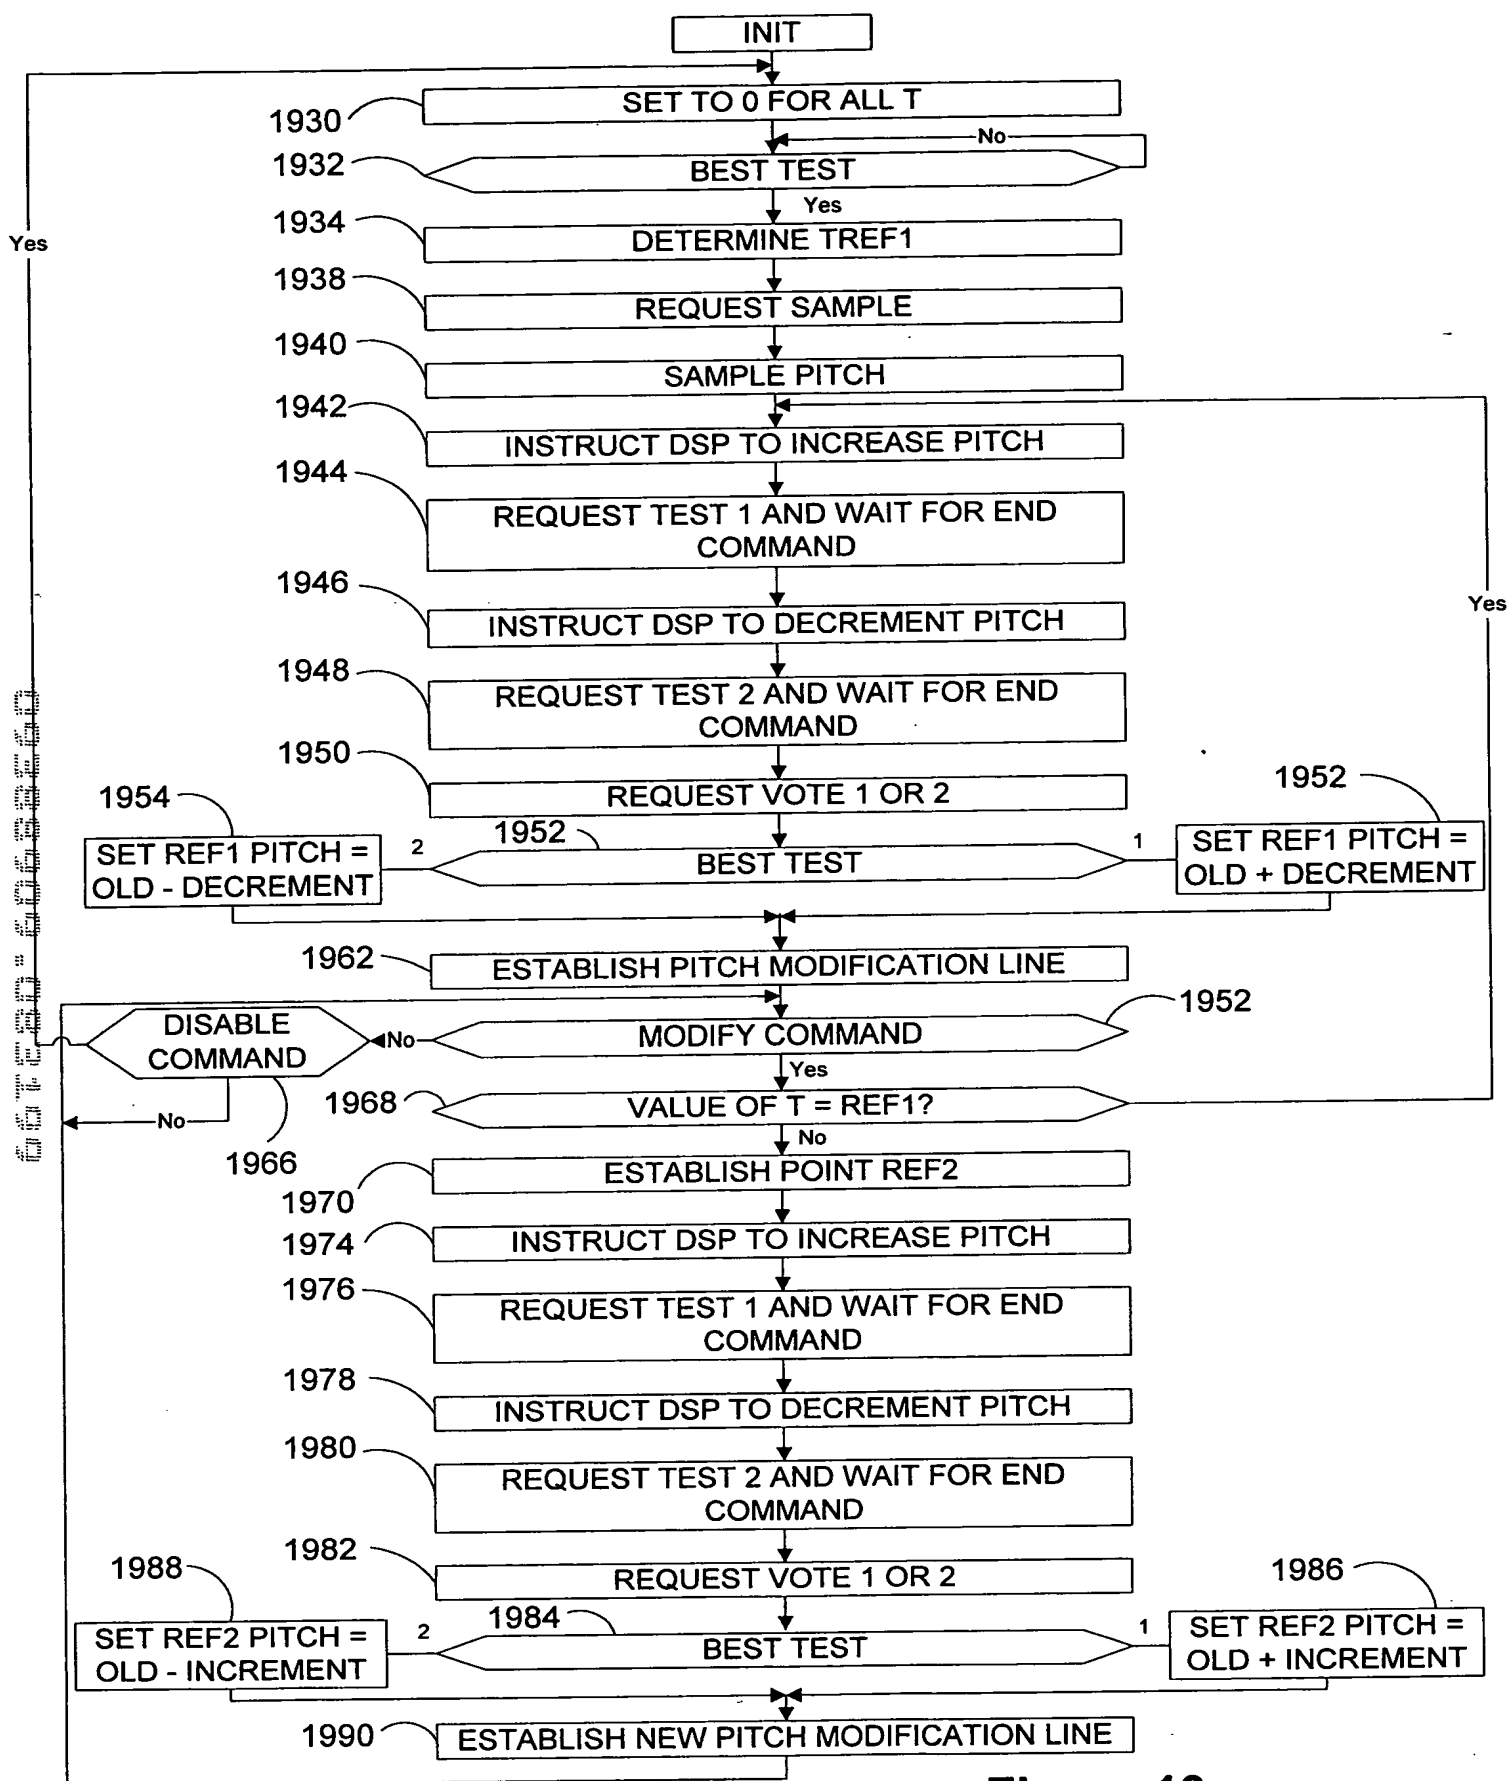 INIT
1930
SET TO 0 FOR ALL T
No
1932
BEST TEST
Yes
Yes
1934
DETERMINE TREF1
1938
REQUEST SAMPLE
1940
SAMPLE PITCH
1942
INSTRUCT DSP TO INCREASE PITCH
1944
REQUEST TEST 1 AND WAIT FOR END
COMMAND
1946
INSTRUCT DSP TO DECREMENT PITCH
Yes
1948
REQUEST TEST 2 AND WAIT FOR END
COMMAND
1950
REQUEST VOTE 1 OR 2
1954
SET REF1 PITCH =
OLD - DECREMENT
2
1952
BEST TEST
1
1952
SET REF1 PITCH =
OLD + DECREMENT
1962
ESTABLISH PITCH MODIFICATION LINE
DISABLE
COMMAND
No
MODIFY COMMAND
1952
Yes
No
1966
1968
VALUE OF T = REF1?
No
1970
ESTABLISH POINT REF2
1974
INSTRUCT DSP TO INCREASE PITCH
1976
REQUEST TEST 1 AND WAIT FOR END
COMMAND
1978
INSTRUCT DSP TO DECREMENT PITCH
1980
REQUEST TEST 2 AND WAIT FOR END
COMMAND
1982
REQUEST VOTE 1 OR 2
1988
SET REF2 PITCH =
OLD - INCREMENT
2
1984
BEST TEST
1
1986
SET REF2 PITCH =
OLD + INCREMENT
1990
ESTABLISH NEW PITCH MODIFICATION LINE